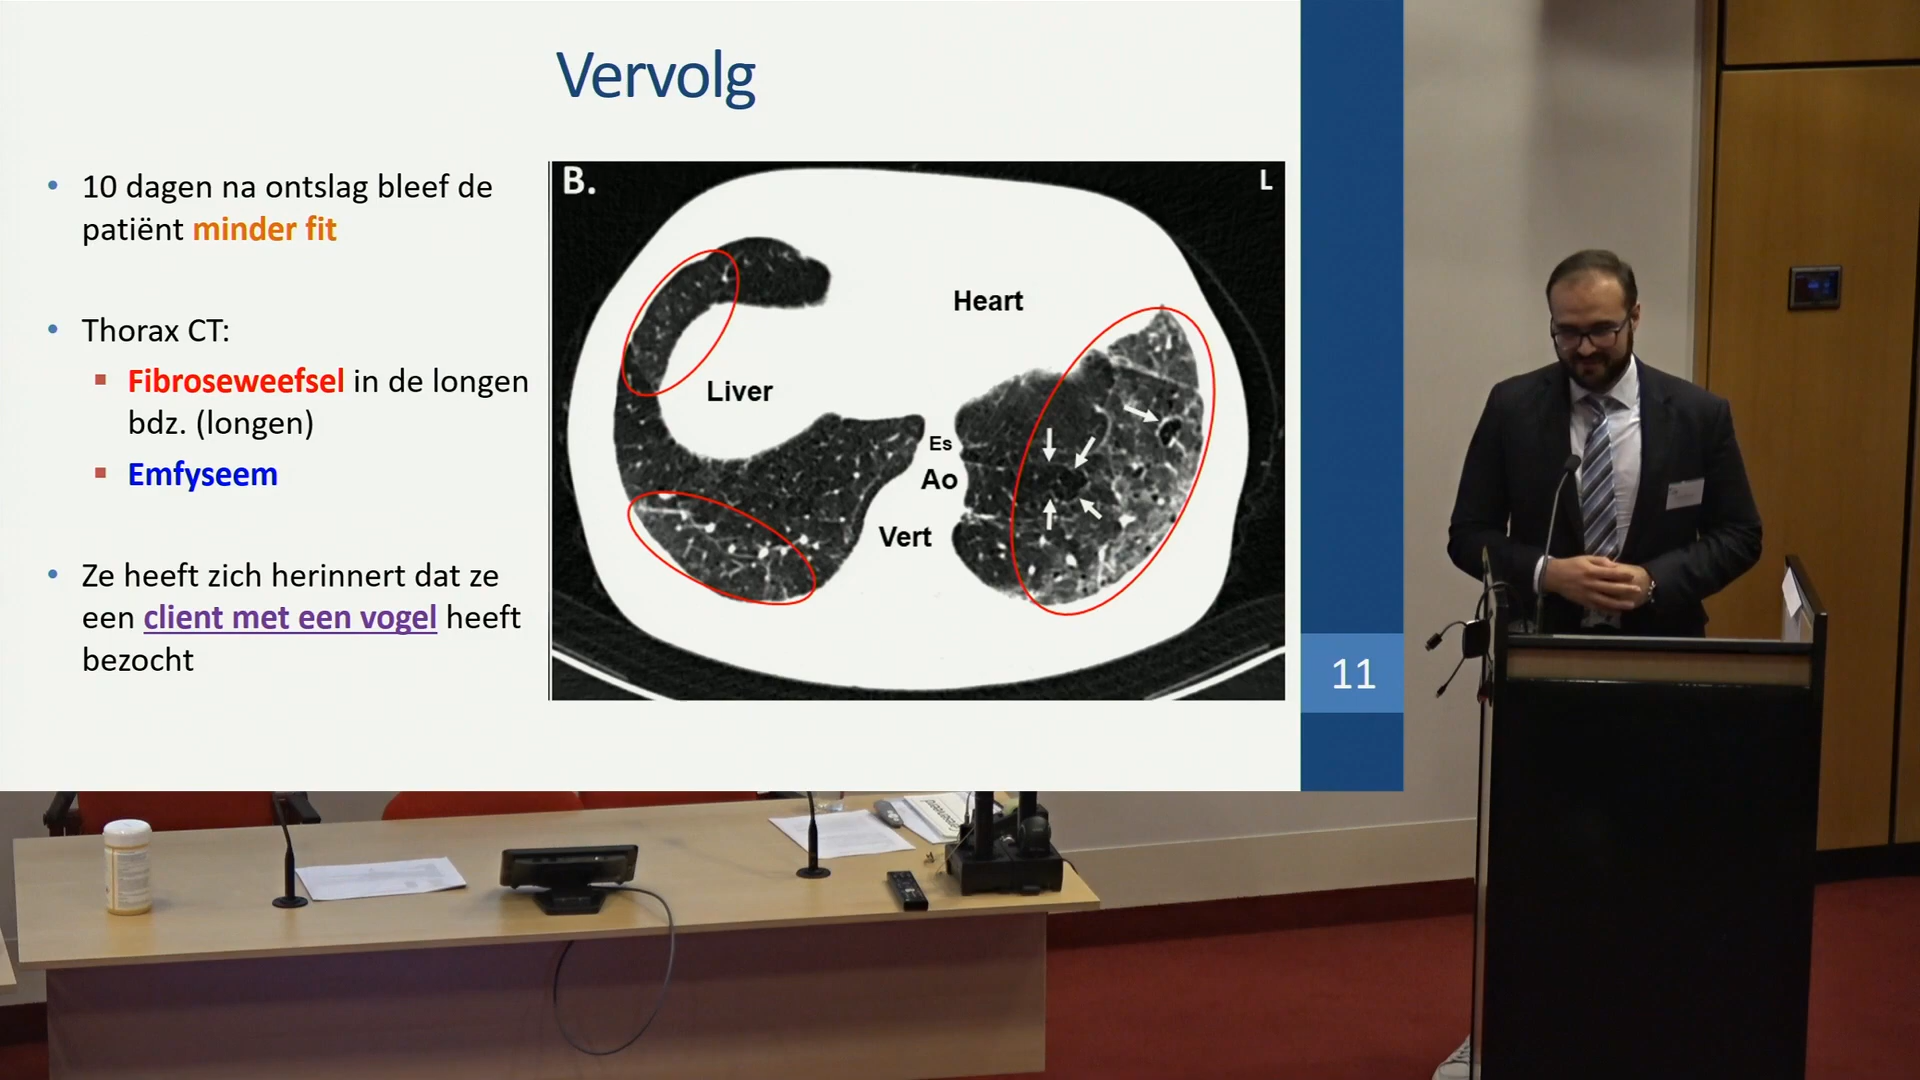 Vervolg
• 10 dagen na ontslag bleef de
patiënt minder fit
• Thorax CT:
▪ Fibroseweefsel in de longen
bdz. (longen)
▪ Emfyseem
• Ze heeft zich herinnert dat ze
een client met een vogel heeft
bezocht
B.
L
Heart
Liver
Es
Ao
Vert
11